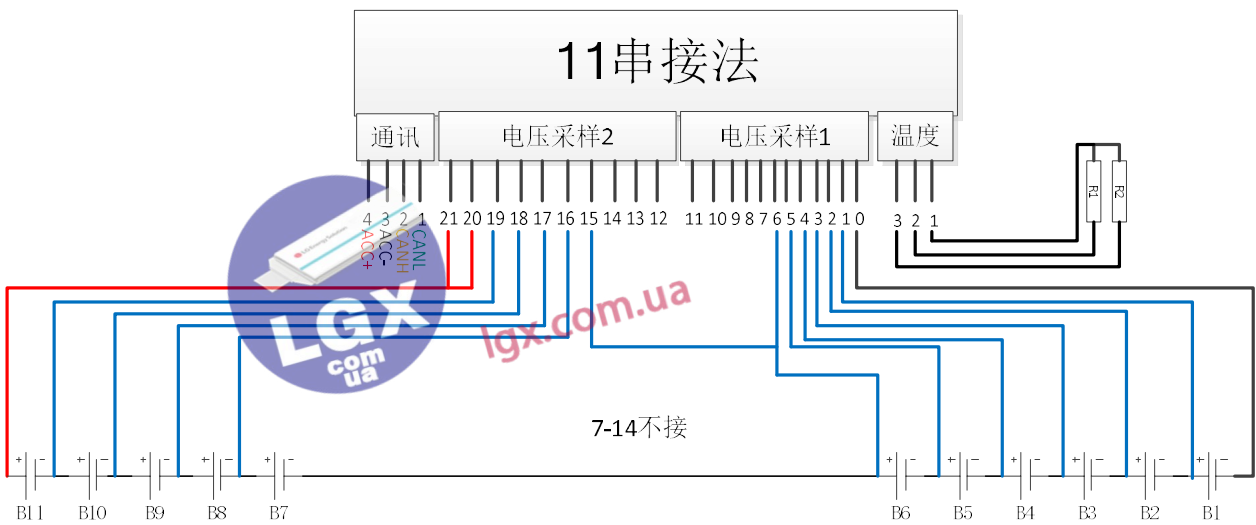 11串接法
通讯 电压采样2 电压采样1 温度
4 3 2 1 21 20 19 18 17 16 15 14 13 12 11 10 9 8 7 6 5 4 3 2 1 0 3 2 1
ACC+ ACC- CANH CANL
R1 R2
LG Energy Solution
LGX
com
ua
lgx.com.ua
7-14不接
+ - + - + - + - + - + - + - + - + - + - + -
B11 B10 B9 B8 B7 B6 B5 B4 B3 B2 B1